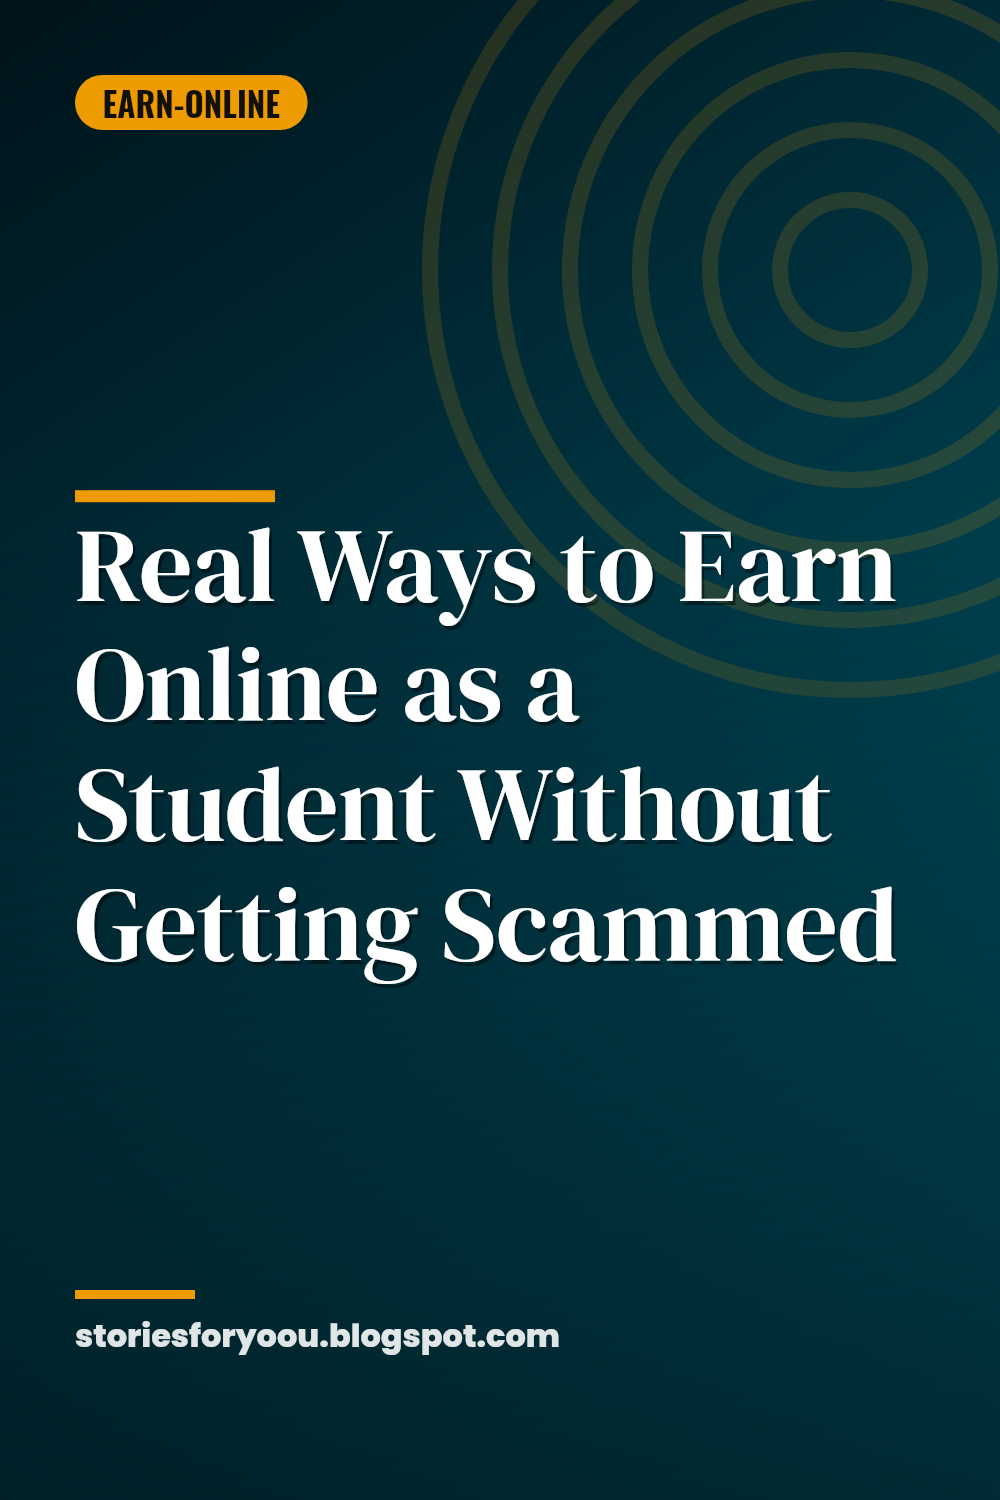 EARN-ONLINE
Real Ways to Earn
Online as a
Student Without
Getting Scammed
storiesforyoou.blogspot.com